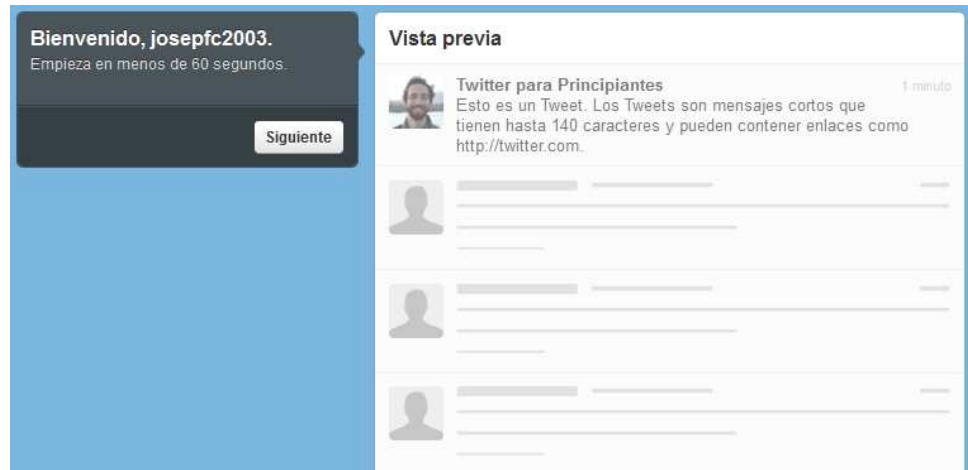 Bienvenido, josepfc2003.
Empieza en menos de 60 segundos.
Siguiente
Vista previa
Twitter para Principiantes
1 minuto
Esto es un Tweet. Los Tweets son mensajes cortos que
tienen hasta 140 caracteres y pueden contener enlaces como
http://twitter.com.